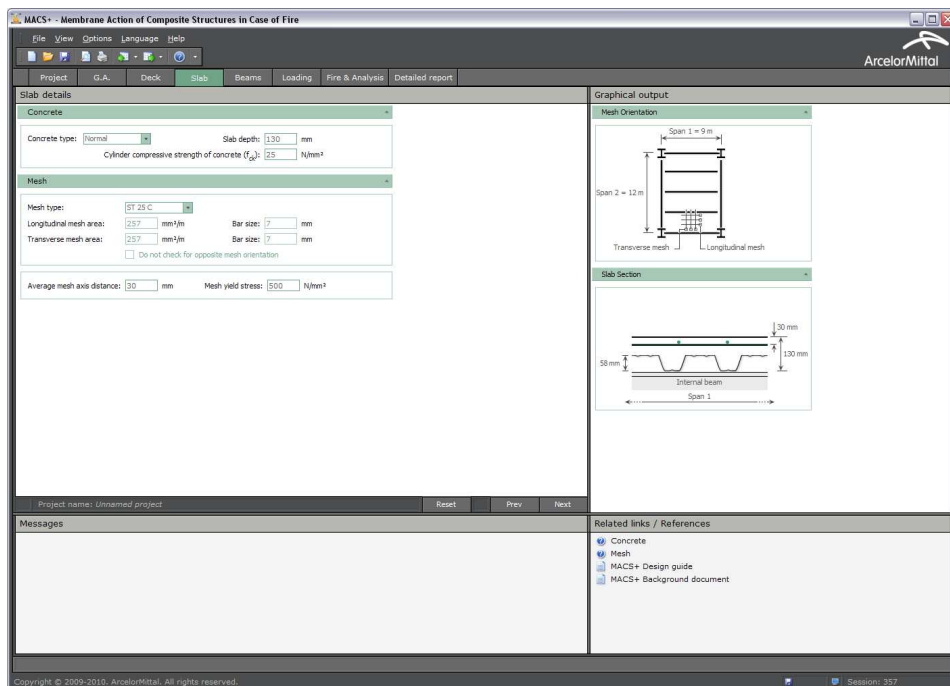 MACS+ - Membrane Action of Composite Structures in Case of Fire
File View Options Language Help
ArcelorMittal
Project G.A. Deck Slab Beams Loading Fire & Analysis Detailed report
Slab details
Concrete
Concrete type: Normal Slab depth: 130 mm
Cylinder compressive strength of concrete (fck): 25 N/mm²
Mesh
Mesh type: ST 25 C
Longitudinal mesh area: 257 mm²/m Bar size: 7 mm
Transverse mesh area: 257 mm²/m Bar size: 7 mm
Do not check for opposite mesh orientation
Average mesh axis distance: 30 mm Mesh yield stress: 500 N/mm²
Project name: Unnamed project Reset Prev Next
Graphical output
Mesh Orientation
Span 1 = 9 m
Span 2 = 12 m
Transverse mesh Longitudinal mesh
Slab Section
30 mm
130 mm
58 mm
Internal beam
Span 1
Messages
Related links / References
Concrete
Mesh
MACS+ Design guide
MACS+ Background document
Copyright © 2009-2010. ArcelorMittal. All rights reserved. Session: 357